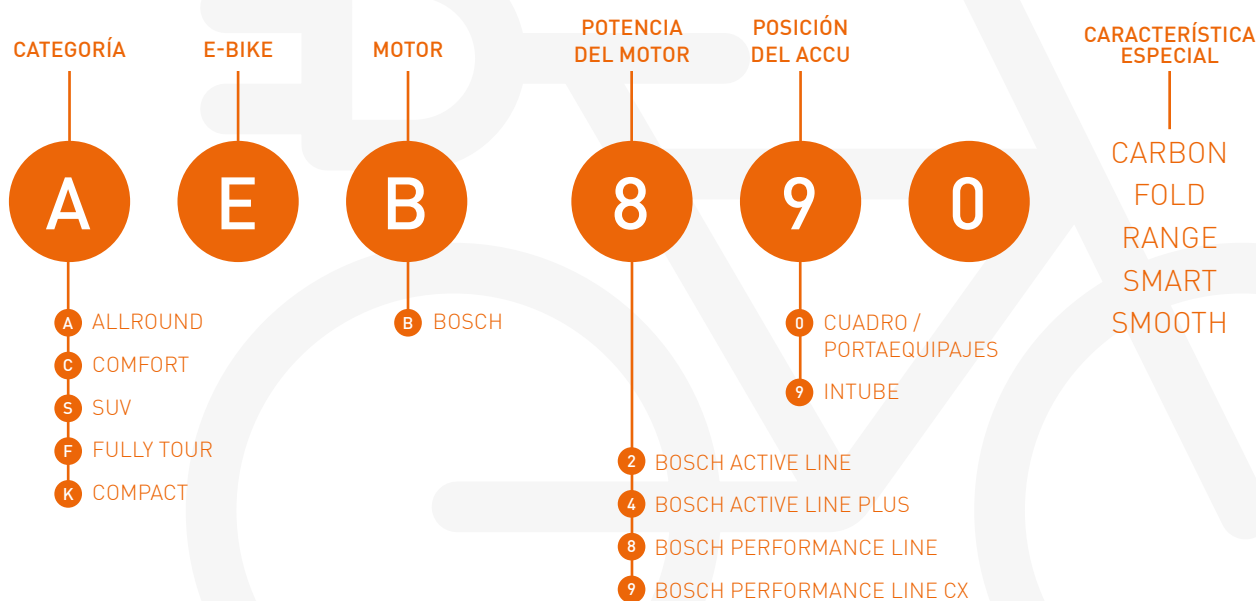 CATEGORÍA
E-BIKE
MOTOR
POTENCIA
DEL MOTOR
POSICIÓN
DEL ACCU
CARACTERÍSTICA
ESPECIAL
A
E
B
8
9
0
CARBON
FOLD
RANGE
SMART
SMOOTH
A ALLROUND
C COMFORT
S SUV
F FULLY TOUR
K COMPACT
B BOSCH
0 CUADRO /
PORTAEQUIPAJES
9 INTUBE
2 BOSCH ACTIVE LINE
4 BOSCH ACTIVE LINE PLUS
8 BOSCH PERFORMANCE LINE
9 BOSCH PERFORMANCE LINE CX